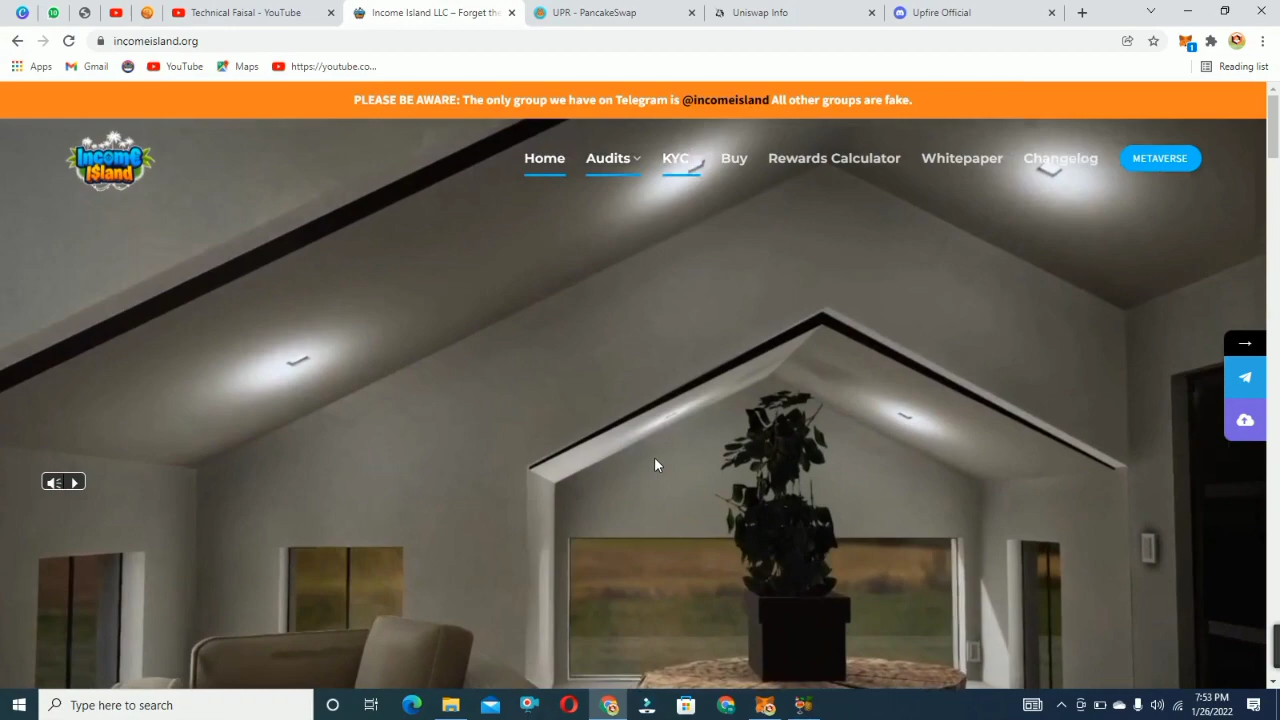 Technical Faisal - YouTube
Income Island LLC – Forget the
UPR - PancakeSwap
Uniswap Info
Upfire Official
incomeisland.org
1
Apps
Gmail
YouTube
Maps
https://youtube.co...
Reading list
PLEASE BE AWARE: The only group we have on Telegram is @incomeisland All other groups are fake.
Income
I$land
Home
Audits
KYC
Buy
Rewards Calculator
Whitepaper
Changelog
METAVERSE
Type here to search
7:53 PM
1/26/2022